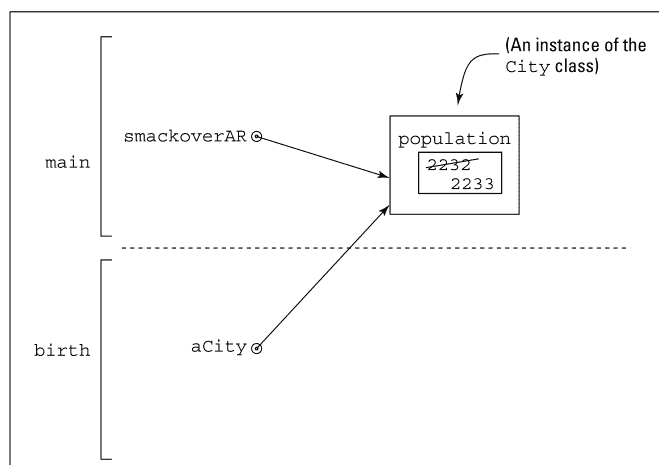 (An instance of the
City class)
smackoverAR
population
main
2232
2233
aCity
birth